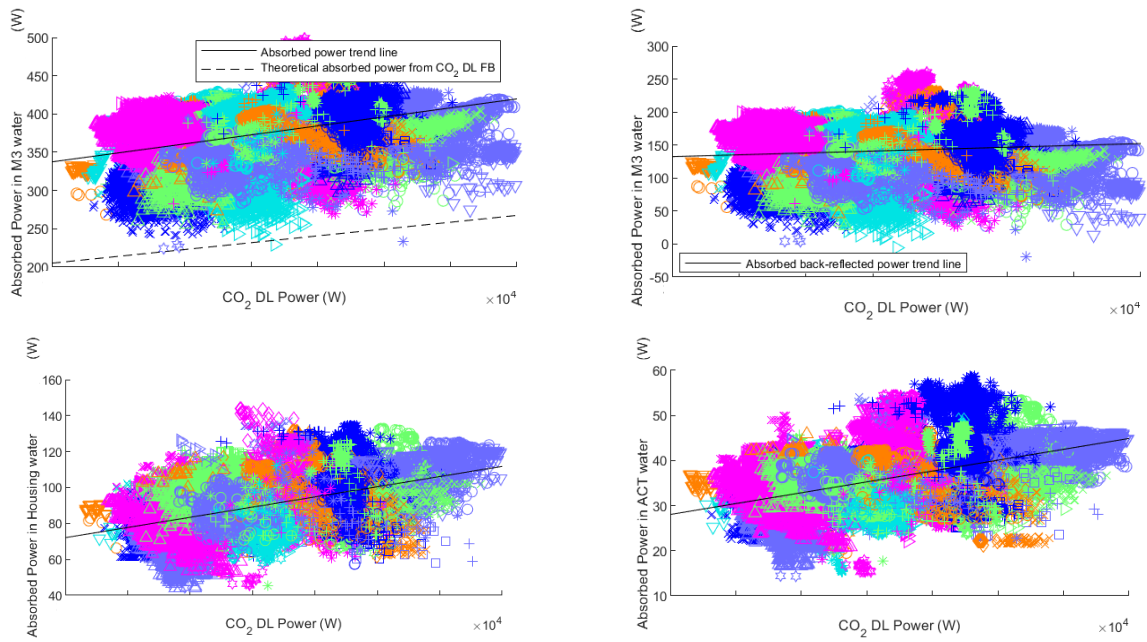 (W)
500
450
400
350
300
250
200
Absorbed Power in M3 water
Absorbed power trend line
Theoretical absorbed power from CO2 DL FB
CO2 DL Power (W)
×10^4
(W)
300
250
200
150
100
50
0
-50
Absorbed Power in M3 water
Absorbed back-reflected power trend line
CO2 DL Power (W)
×10^4
(W)
160
140
120
100
80
60
40
Absorbed Power in Housing water
CO2 DL Power (W)
×10^4
(W)
60
50
40
30
20
10
Absorbed Power in ACT water
CO2 DL Power (W)
×10^4